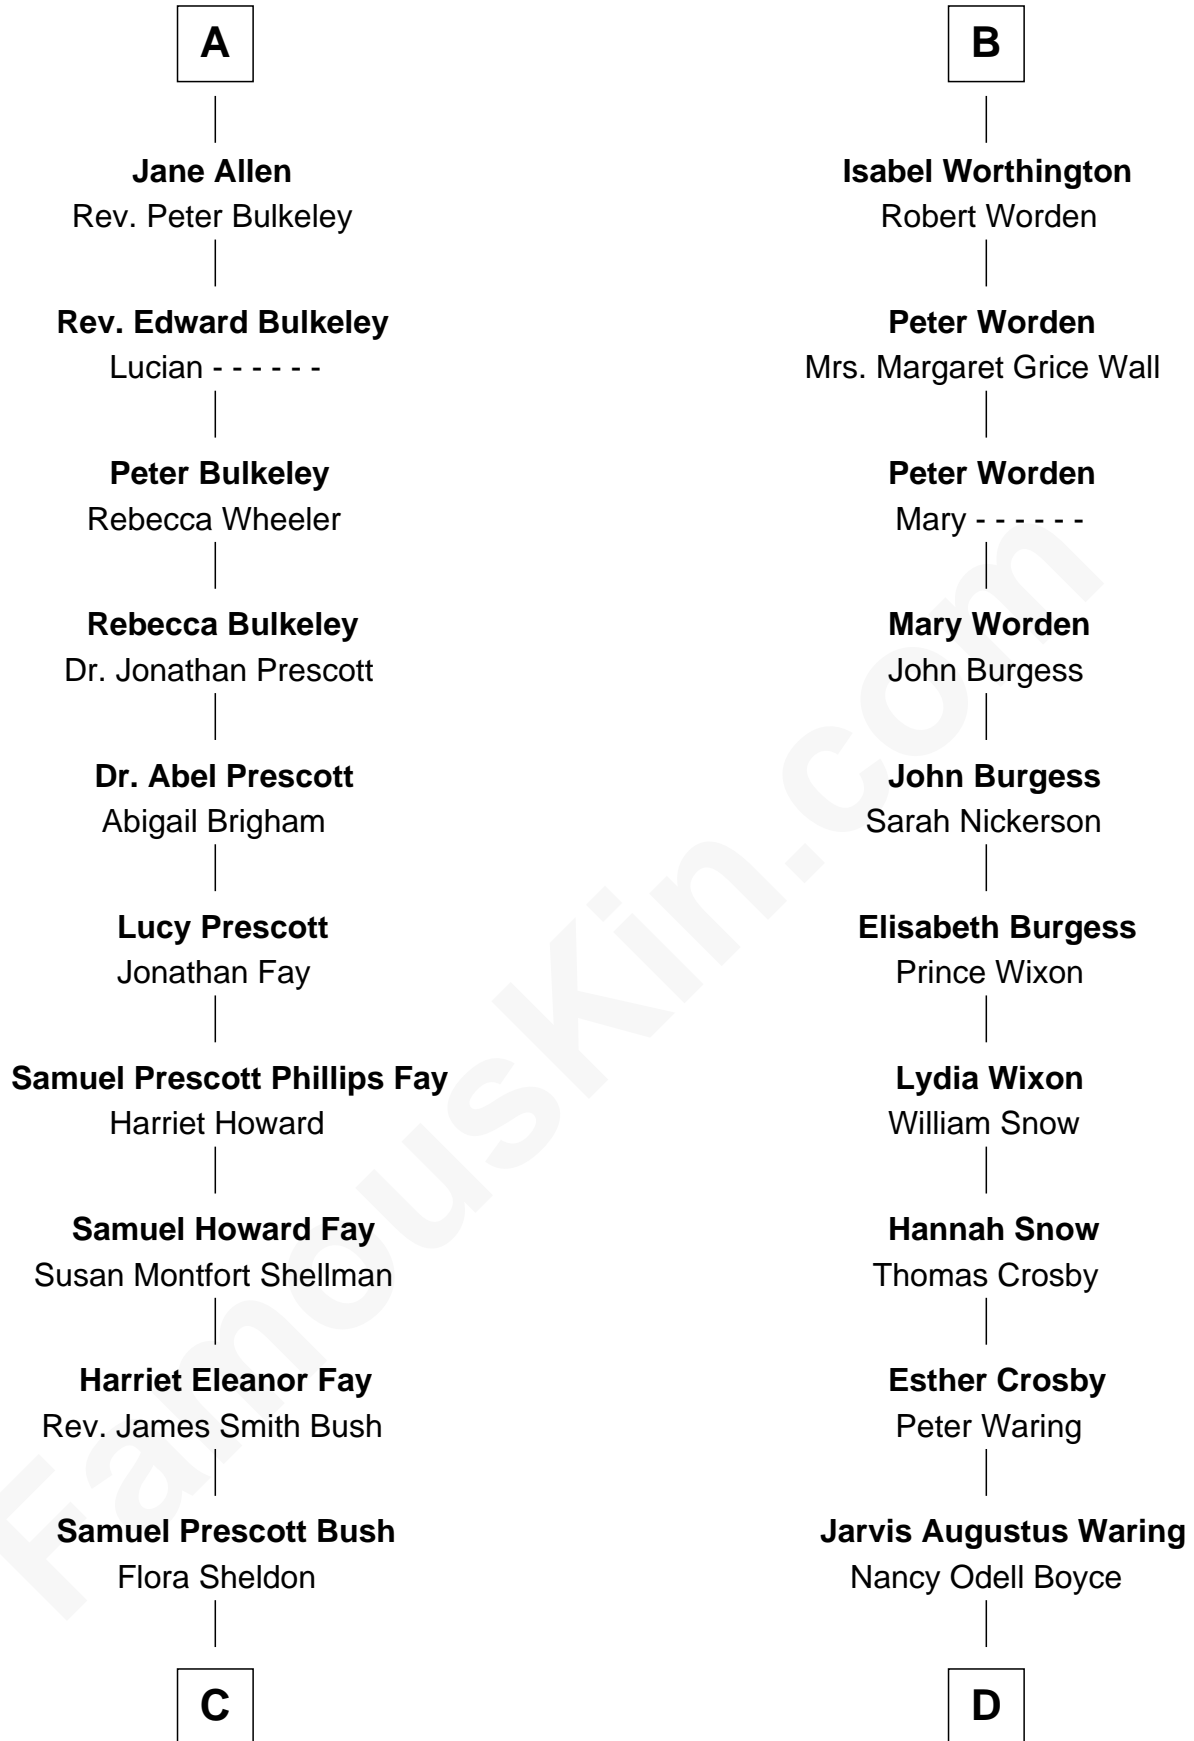 A
Jane Allen
Rev. Peter Bulkeley
Rev. Edward Bulkeley
Lucian - - - - - -
Peter Bulkeley
Rebecca Wheeler
Rebecca Bulkeley
Dr. Jonathan Prescott
Dr. Abel Prescott
Abigail Brigham
Lucy Prescott
Jonathan Fay
Samuel Prescott Phillips Fay
Harriet Howard
Samuel Howard Fay
Susan Montfort Shellman
Harriet Eleanor Fay
Rev. James Smith Bush
Samuel Prescott Bush
Flora Sheldon
C
B
Isabel Worthington
Robert Worden
Peter Worden
Mrs. Margaret Grice Wall
Peter Worden
Mary - - - - - -
Mary Worden
John Burgess
John Burgess
Sarah Nickerson
Elisabeth Burgess
Prince Wixon
Lydia Wixon
William Snow
Hannah Snow
Thomas Crosby
Esther Crosby
Peter Waring
Jarvis Augustus Waring
Nancy Odell Boyce
D
FamousKin.com